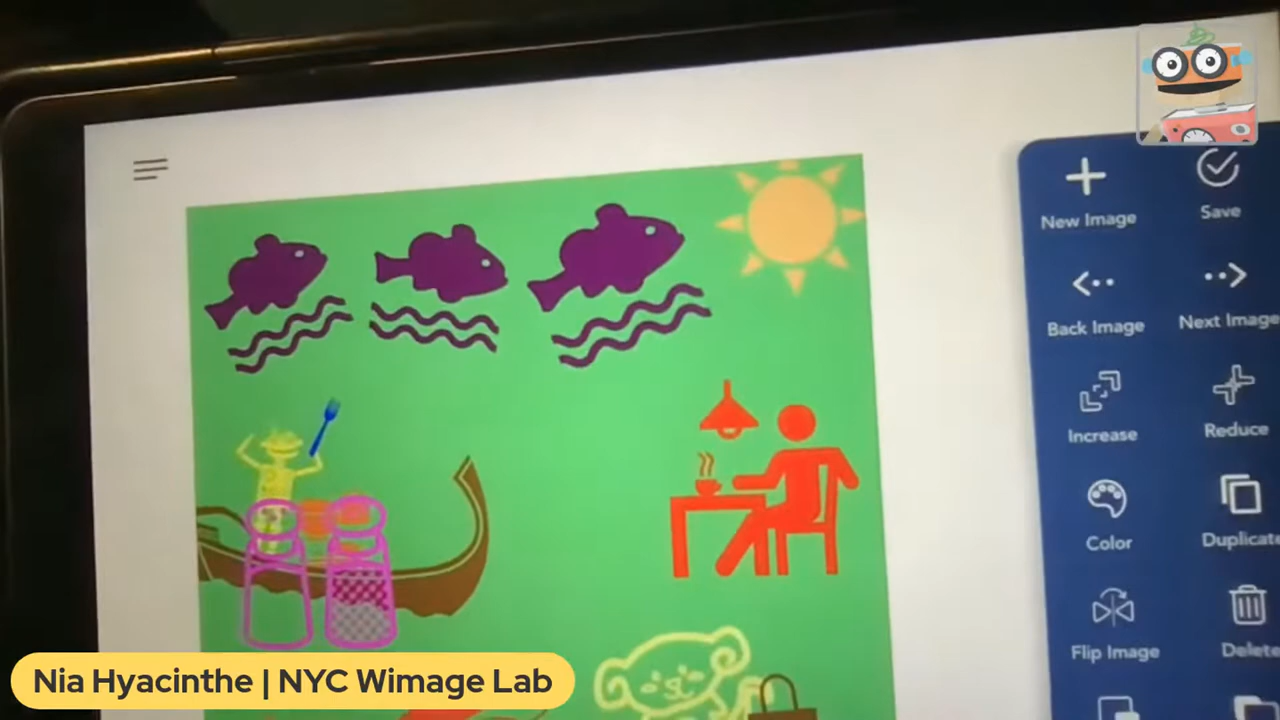 New Image
Save
Back Image
Next Image
Increase
Reduce
Color
Duplicate
Flip Image
Delete
Nia Hyacinthe | NYC Wimage Lab